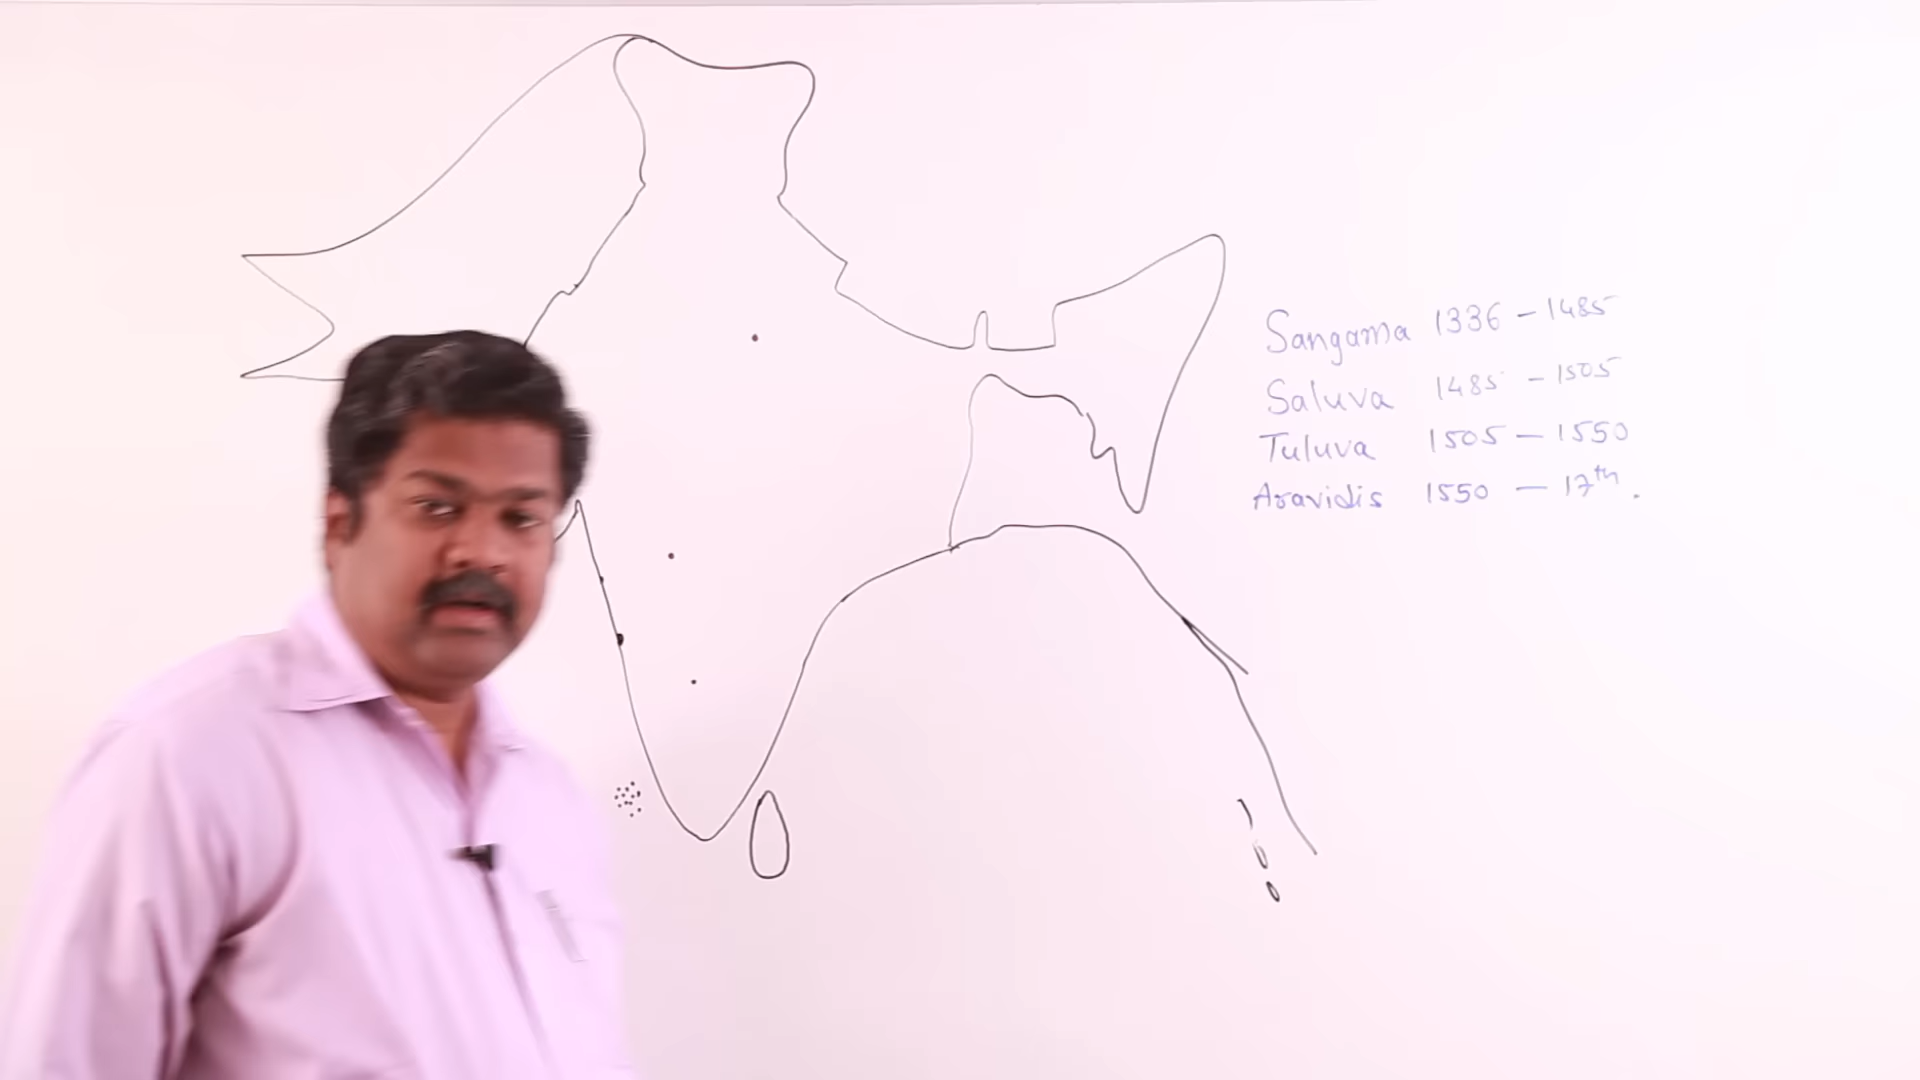 Sangama 1336 - 1485
Saluva 1485 - 1505
Tuluva 1505 - 1550
Aravidis 1550 - 17th.